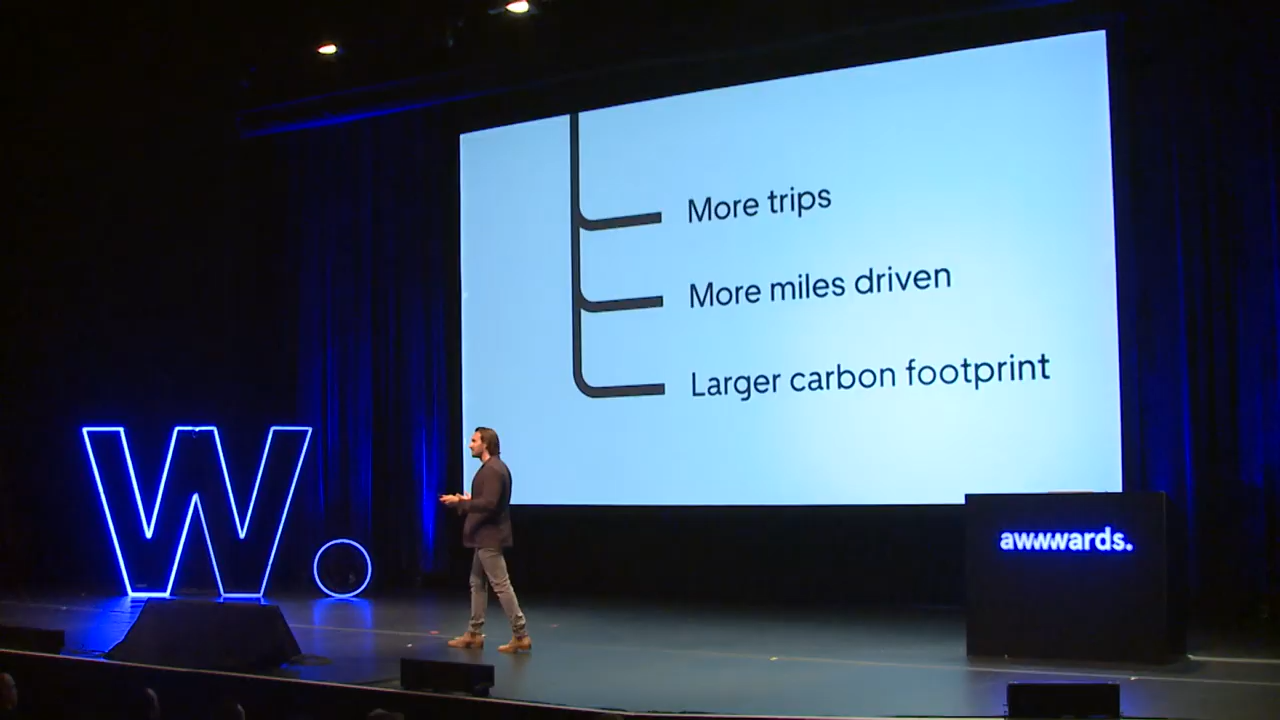 More trips
More miles driven
Larger carbon footprint
W.
awwwards.